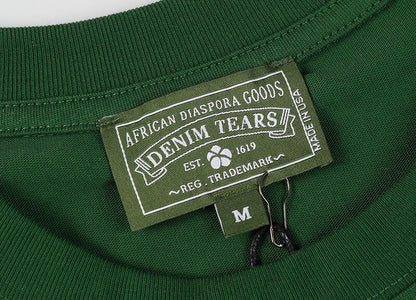 AFRICAN DIASPORA GOODS
DENIM TEARS
EST. 1619
~REG. TRADEMARK~
MADE IN USA
M